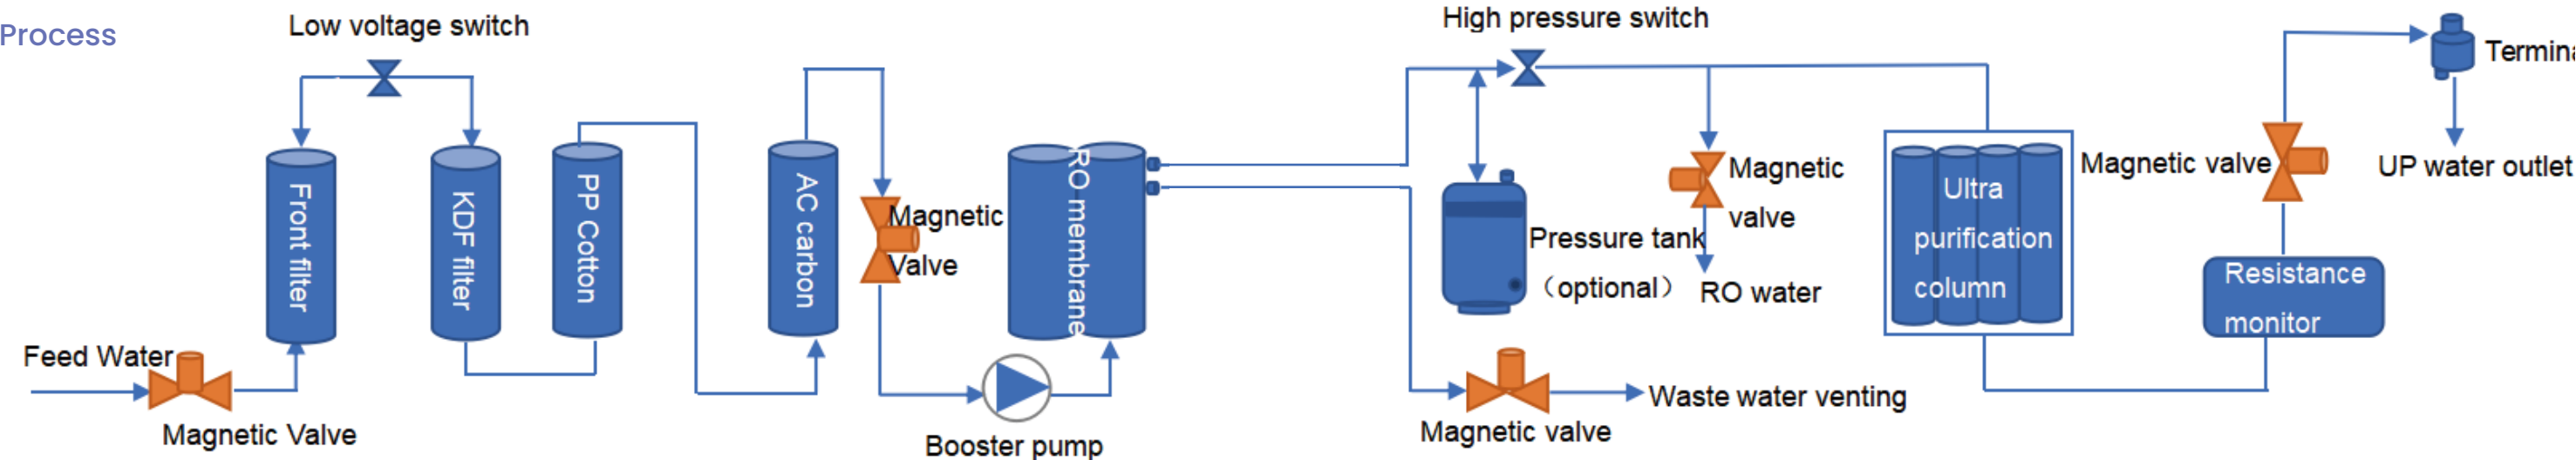 Process
Low voltage switch
High pressure switch
Front filter
KDF filter
PP Cotton
AC carbon
Magnetic
Valve
RO membrane
Feed Water
Magnetic Valve
Booster pump
Pressure tank
（optional）
Magnetic
valve
RO water
Magnetic valve
Waste water venting
Ultra
purification
column
Resistance
monitor
Magnetic valve
UP water outlet